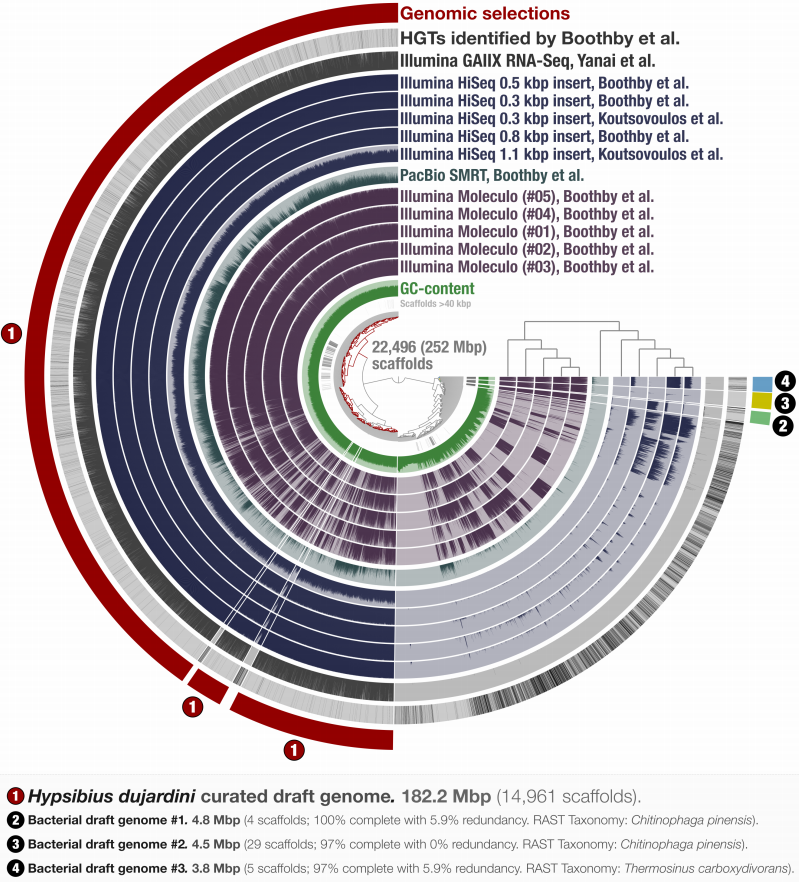 Genomic selections
HGTs identified by Boothby et al.
Illumina GAIIX RNA-Seq, Yanai et al.
Illumina HiSeq 0.5 kbp insert, Boothby et al.
Illumina HiSeq 0.3 kbp insert, Boothby et al.
Illumina HiSeq 0.3 kbp insert, Koutsovoulos et al.
Illumina HiSeq 0.8 kbp insert, Boothby et al.
Illumina HiSeq 1.1 kbp insert, Koutsovoulos et al.
PacBio SMRT, Boothby et al.
Illumina Moleculo (#05), Boothby et al.
Illumina Moleculo (#04), Boothby et al.
Illumina Moleculo (#01), Boothby et al.
Illumina Moleculo (#02), Boothby et al.
Illumina Moleculo (#03), Boothby et al.
GC-content
Scaffolds >40 kbp
1
22,496 (252 Mbp)
scaffolds
4
3
2
1
1
1 Hypsibius dujardini curated draft genome. 182.2 Mbp (14,961 scaffolds).
2 Bacterial draft genome #1. 4.8 Mbp (4 scaffolds; 100% complete with 5.9% redundancy. RAST Taxonomy: Chitinophaga pinensis).
3 Bacterial draft genome #2. 4.5 Mbp (29 scaffolds; 97% complete with 0% redundancy. RAST Taxonomy: Chitinophaga pinensis).
4 Bacterial draft genome #3. 3.8 Mbp (5 scaffolds; 97% complete with 5.9% redundancy. RAST Taxonomy: Thermosinus carboxydivorans).